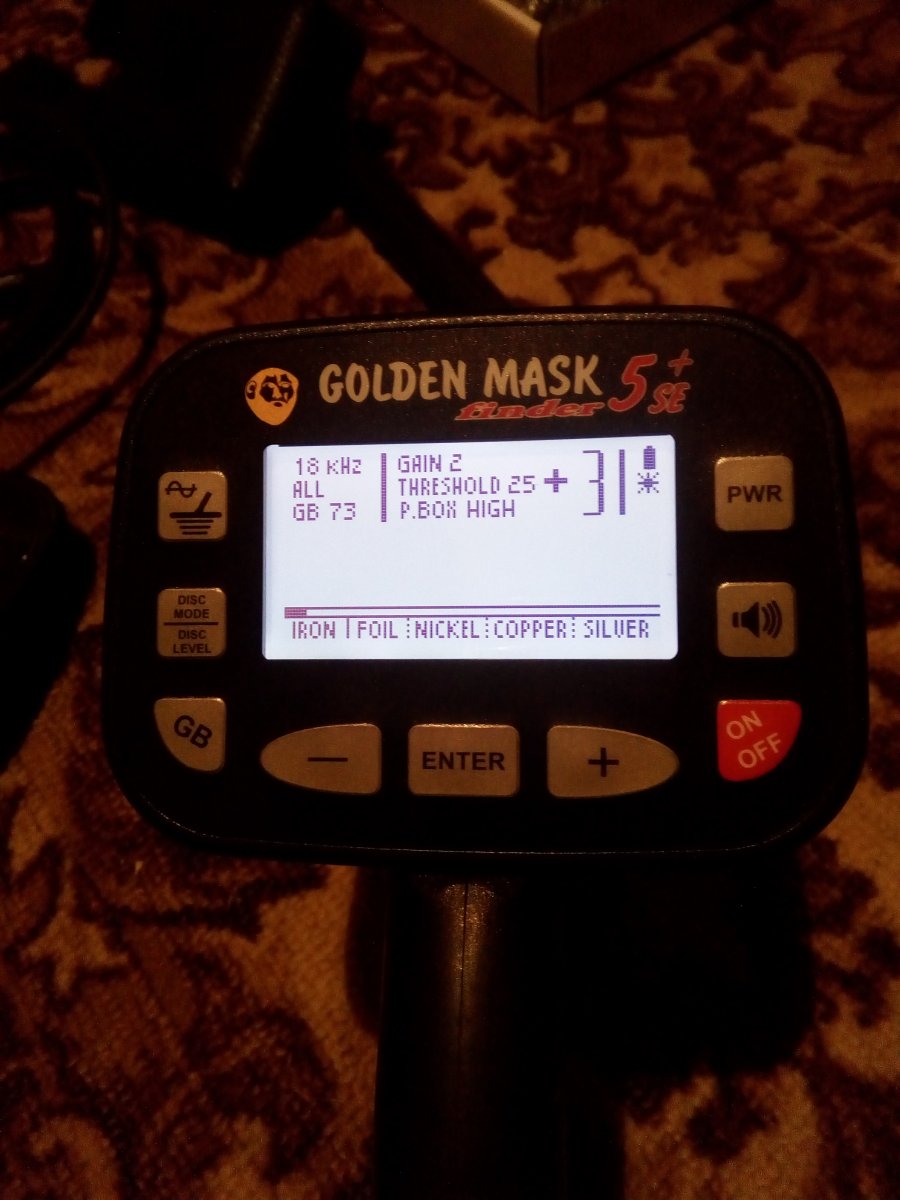 GOLDEN MASK
finder 5+ SE
18 KHz
ALL
GB 73
GAIN 2
THRESHOLD 25 +
P.BOX HIGH
IRON FOIL NICKEL COPPER SILVER
DISC
MODE
DISC
LEVEL
GB
−
ENTER
+
PWR
ON
OFF